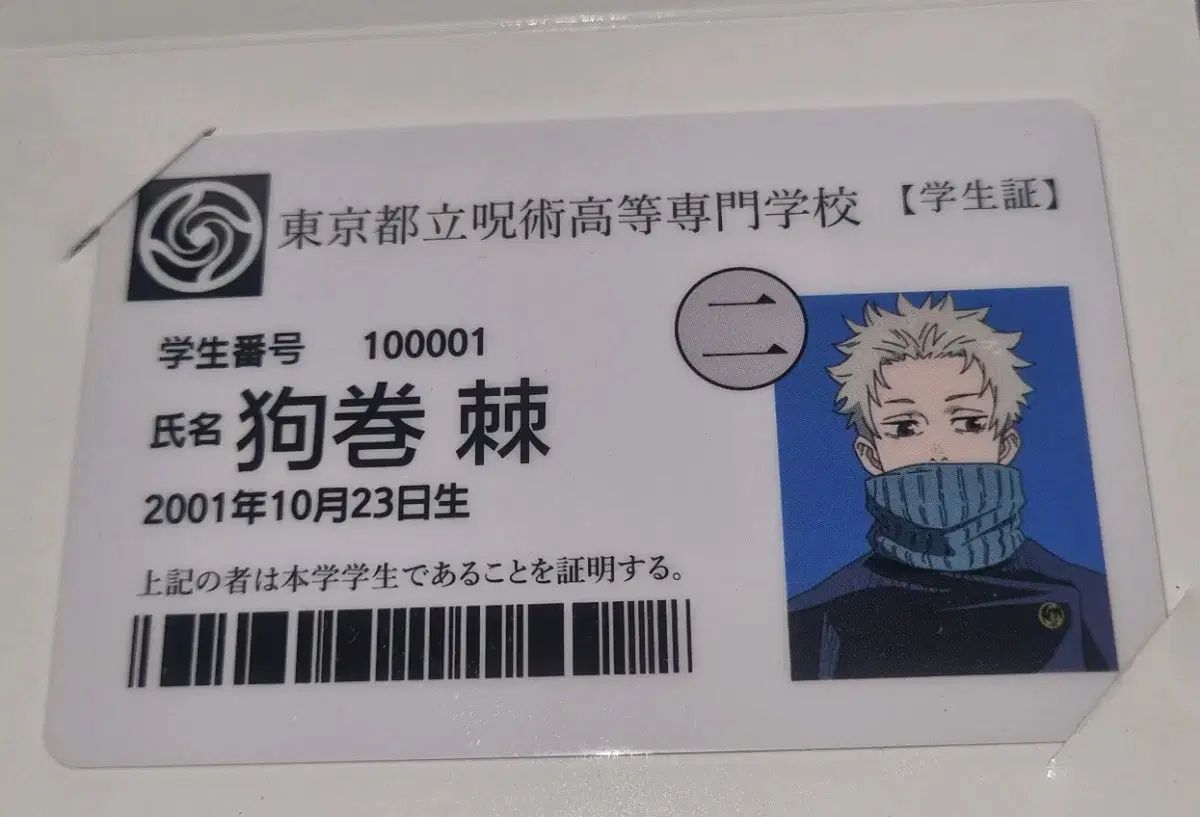 東京都立呪術高等専門学校 【学生証】
二
学生番号 100001
氏名 狗巻 棘
2001年10月23日生
上記の者は本学学生であることを証明する。